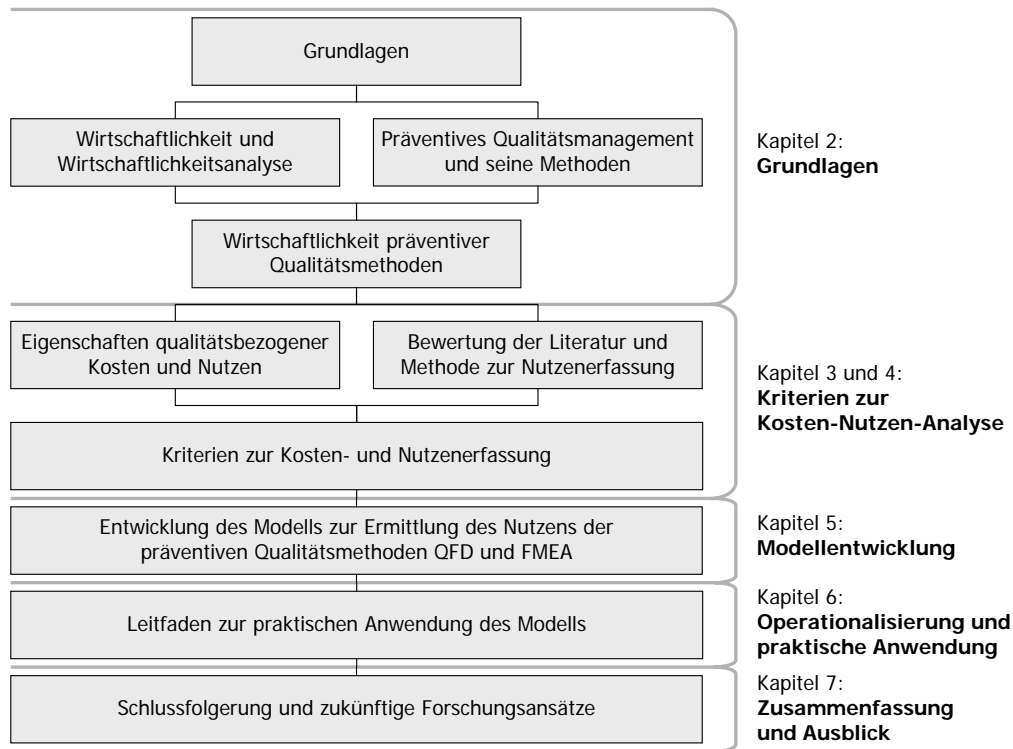 Grundlagen
Wirtschaftlichkeit und
Wirtschaftlichkeitsanalyse
Präventives Qualitätsmanagement
und seine Methoden
Wirtschaftlichkeit präventiver
Qualitätsmethoden
Kapitel 2:
Grundlagen
Eigenschaften qualitätsbezogener
Kosten und Nutzen
Bewertung der Literatur und
Methode zur Nutzenerfassung
Kriterien zur Kosten- und Nutzenerfassung
Kapitel 3 und 4:
Kriterien zur
Kosten-Nutzen-Analyse
Entwicklung des Modells zur Ermittlung des Nutzens der
präventiven Qualitätsmethoden QFD und FMEA
Kapitel 5:
Modellentwicklung
Leitfaden zur praktischen Anwendung des Modells
Kapitel 6:
Operationalisierung und
praktische Anwendung
Schlussfolgerung und zukünftige Forschungsansätze
Kapitel 7:
Zusammenfassung
und Ausblick